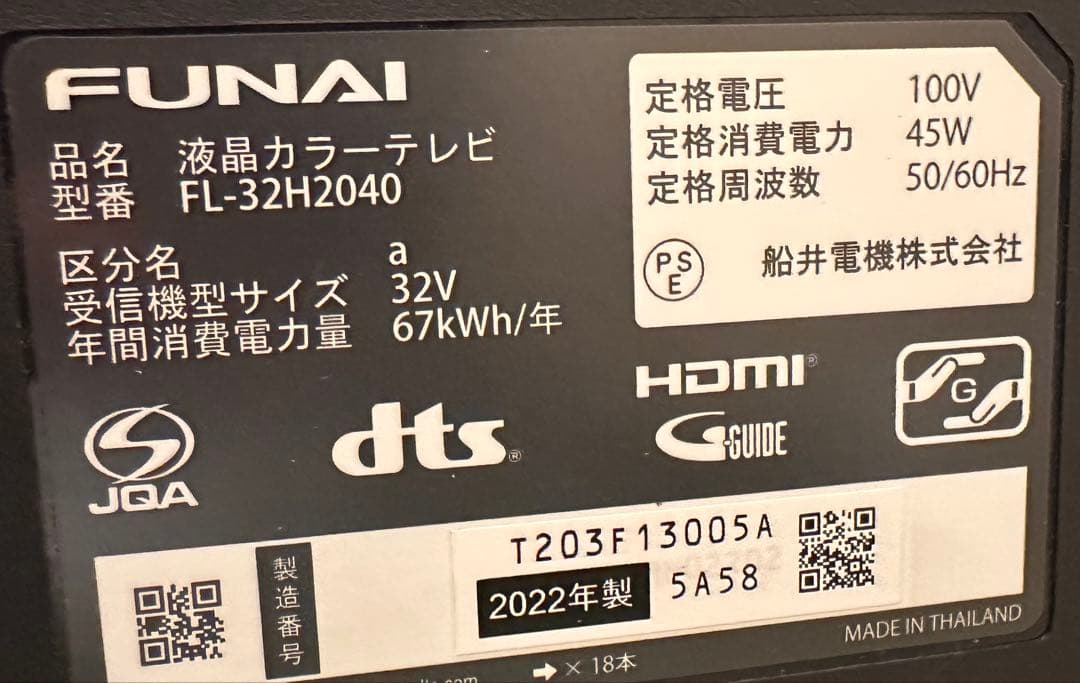 FUNAI
品名 液晶カラーテレビ
型番 FL-32H2040
区分名 a
受信機型サイズ 32V
年間消費電力量 67kWh/年
定格電圧 100V
定格消費電力 45W
定格周波数 50/60Hz
PSE 船井電機株式会社
HDMI®
G
JQA
dts®
G-GUIDE
製造番号
T203F13005A
2022年製 5A58
MADE IN THAILAND
➡ × 18本